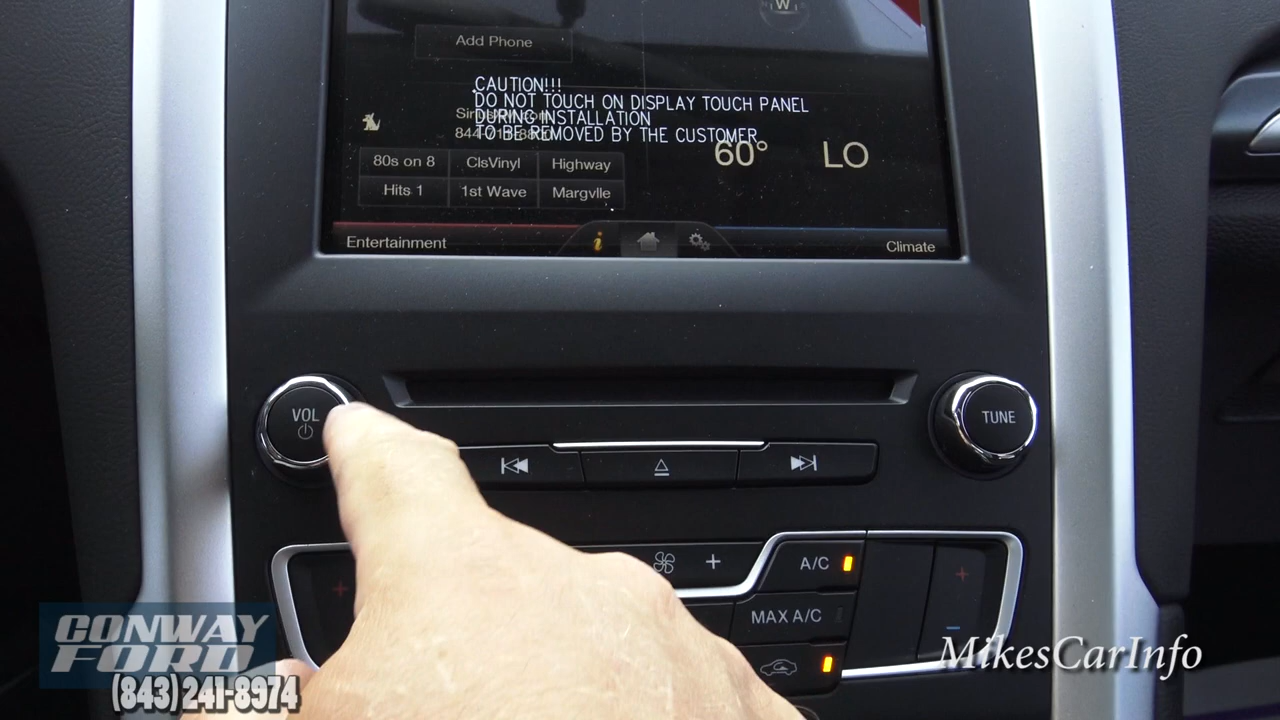 W
Add Phone
CAUTION!!!
DO NOT TOUCH ON DISPLAY TOUCH PANEL
DURING INSTALLATION
TO BE REMOVED BY THE CUSTOMER
60° LO
80s on 8 ClsVinyl Highway
Hits 1 1st Wave Margvlle
Entertainment i Climate
VOL
TUNE
A/C
MAX A/C
CONWAY
FORD
(843) 241-8974
MikesCarInfo